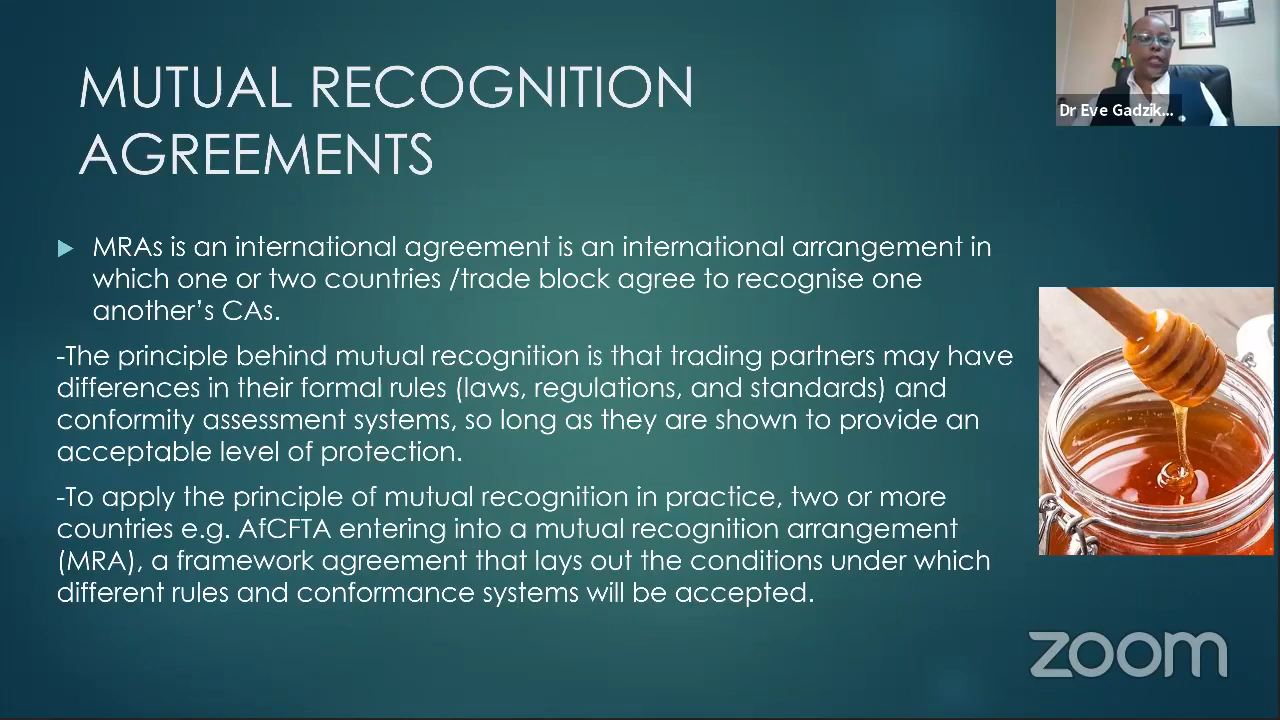 MUTUAL RECOGNITION
AGREEMENTS
MRAs is an international agreement is an international arrangement in
which one or two countries /trade block agree to recognise one
another's CAs.
-The principle behind mutual recognition is that trading partners may have
differences in their formal rules (laws, regulations, and standards) and
conformity assessment systems, so long as they are shown to provide an
acceptable level of protection.
-To apply the principle of mutual recognition in practice, two or more
countries e.g. AfCFTA entering into a mutual recognition arrangement
(MRA), a framework agreement that lays out the conditions under which
different rules and conformance systems will be accepted.
Dr Eve Gadzik...
zoom